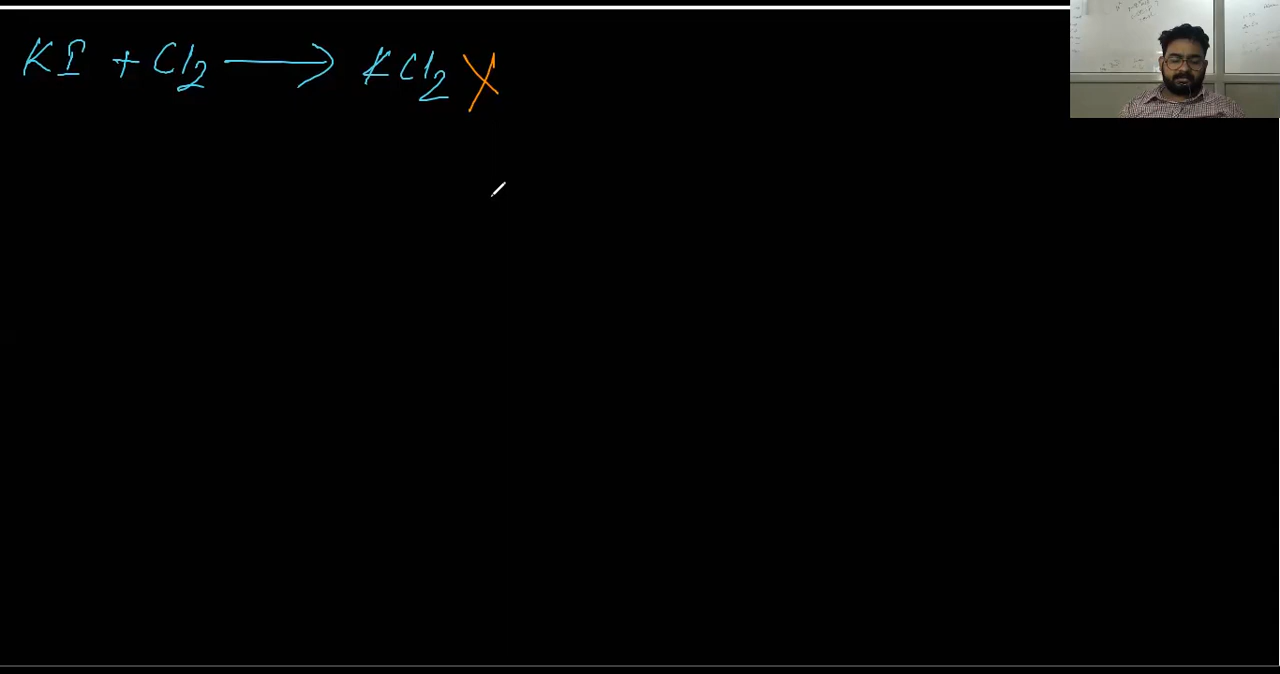 KI + Cl₂ ⟶ KCl₂ X